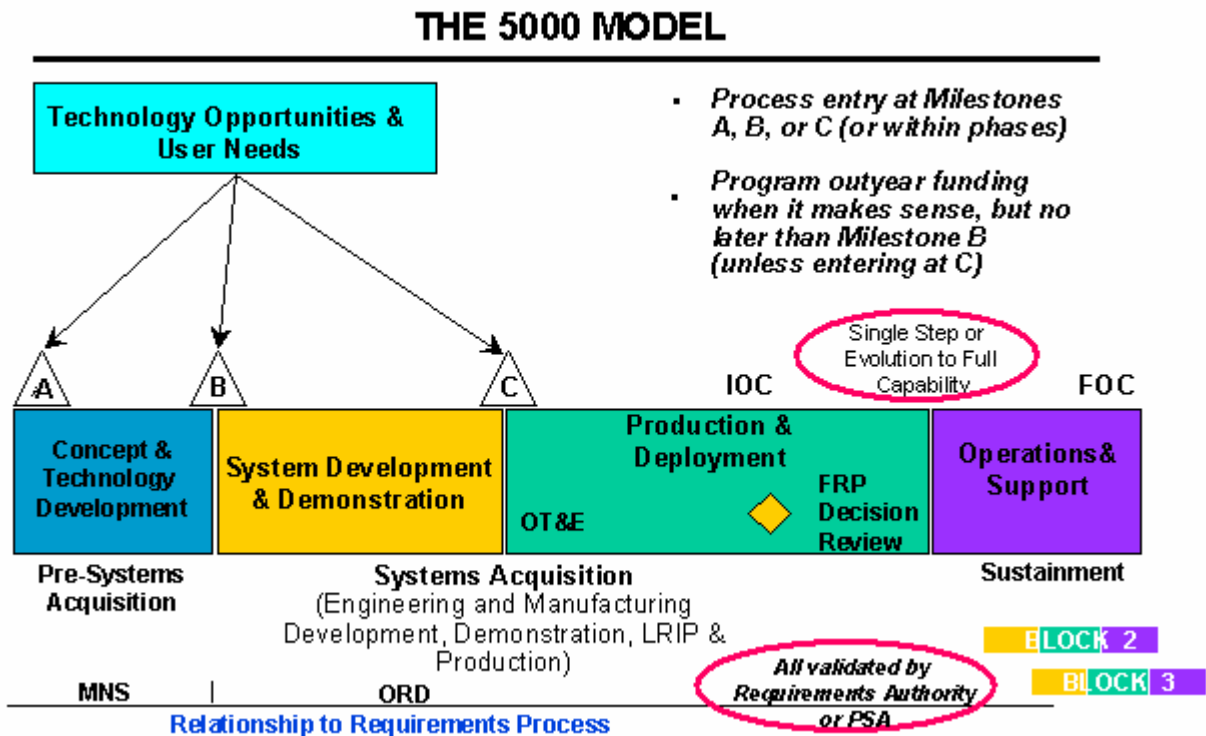 THE 5000 MODEL
Technology Opportunities &
User Needs
▪ Process entry at Milestones
A, B, or C (or within phases)
▪ Program outyear funding
when it makes sense, but no
later than Milestone B
(unless entering at C)
Single Step or
Evolution to Full
Capability
A
B
C
IOC
FOC
Concept &
Technology
Development
System Development
& Demonstration
Production &
Deployment
OT&E
FRP
Decision
Review
Operations&
Support
Pre-Systems
Acquisition
Systems Acquisition
(Engineering and Manufacturing
Development, Demonstration, LRIP &
Production)
Sustainment
BLOCK 2
BLOCK 3
MNS
ORD
All validated by
Requirements Authority
or PSA
Relationship to Requirements Process